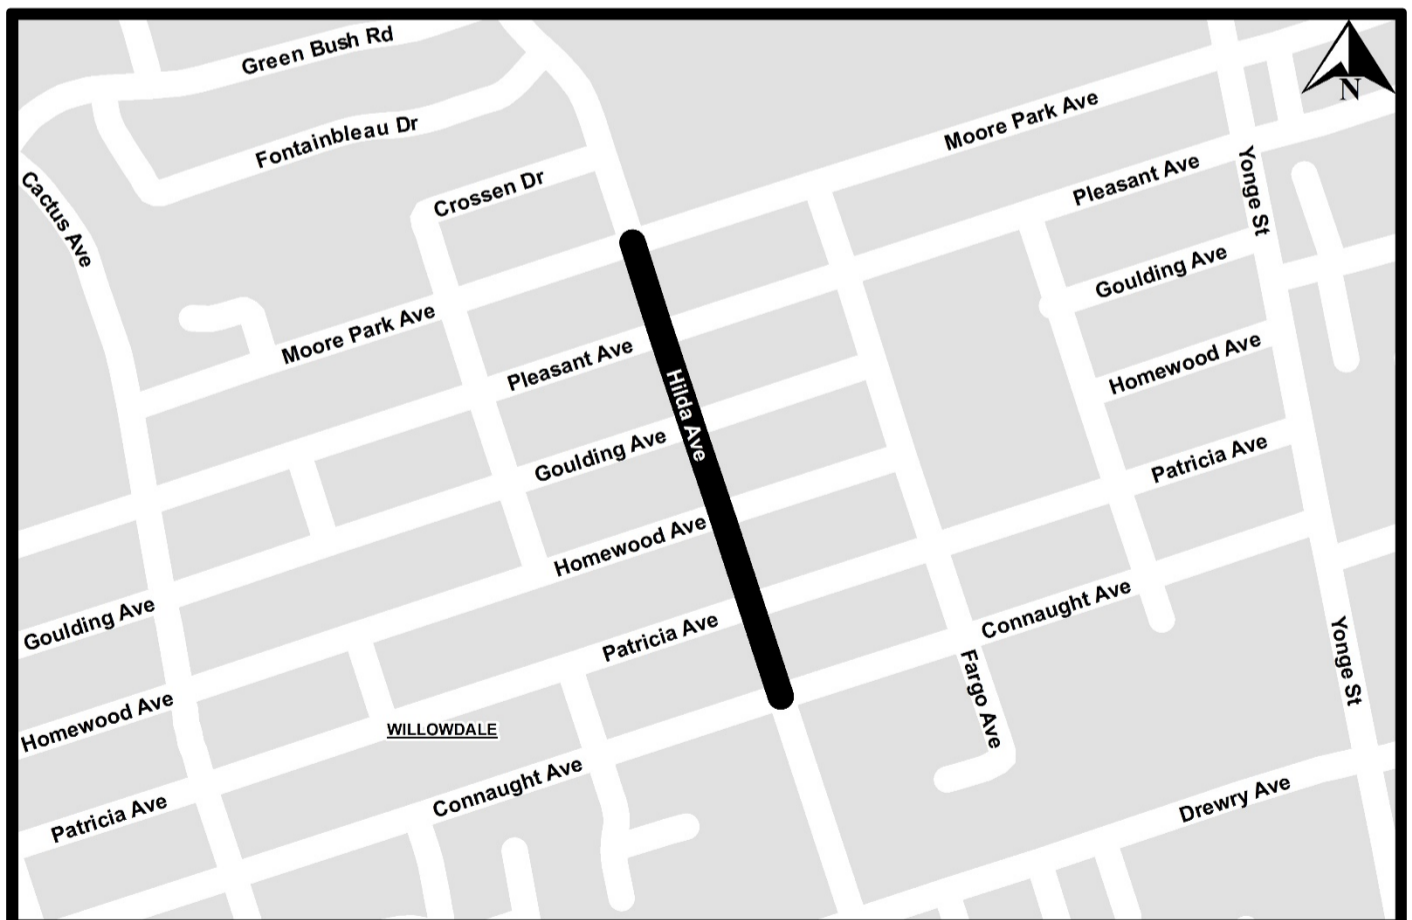 Green Bush Rd
N
Moore Park Ave
Fontainbleau Dr
Pleasant Ave
Yonge St
Cactus Ave
Crossen Dr
Goulding Ave
Moore Park Ave
Homewood Ave
Pleasant Ave
Hilda Ave
Goulding Ave
Patricia Ave
Homewood Ave
Goulding Ave
Connaught Ave
Patricia Ave
Yonge St
Fargo Ave
Homewood Ave
WILLOWDALE
Connaught Ave
Drewry Ave
Patricia Ave